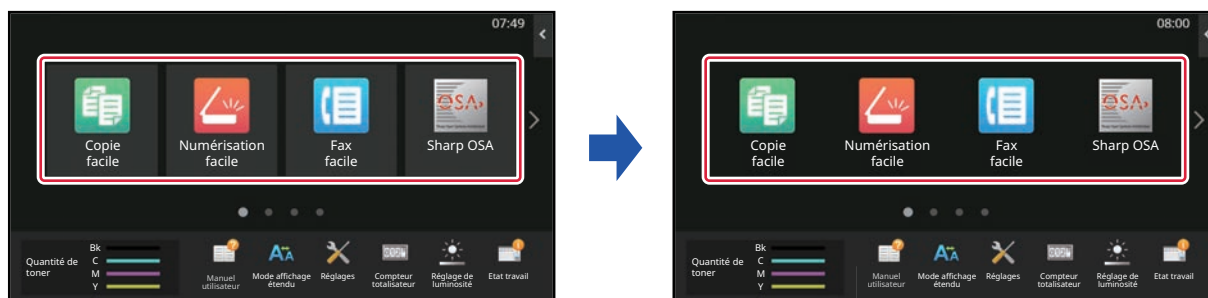 07:49
Copie
facile
Numérisation
facile
Fax
facile
OSA
Sharp OSA
Quantité de
toner
Bk
C
M
Y
Manuel
utilisateur
Mode affichage
étendu
Réglages
Compteur
totalisateur
Réglage de
luminosité
Etat travail
08:00
Copie
facile
Numérisation
facile
Fax
facile
OSA
Sharp OSA
Quantité de
toner
Bk
C
M
Y
Manuel
utilisateur
Mode affichage
étendu
Réglages
Compteur
totalisateur
Réglage de
luminosité
Etat travail